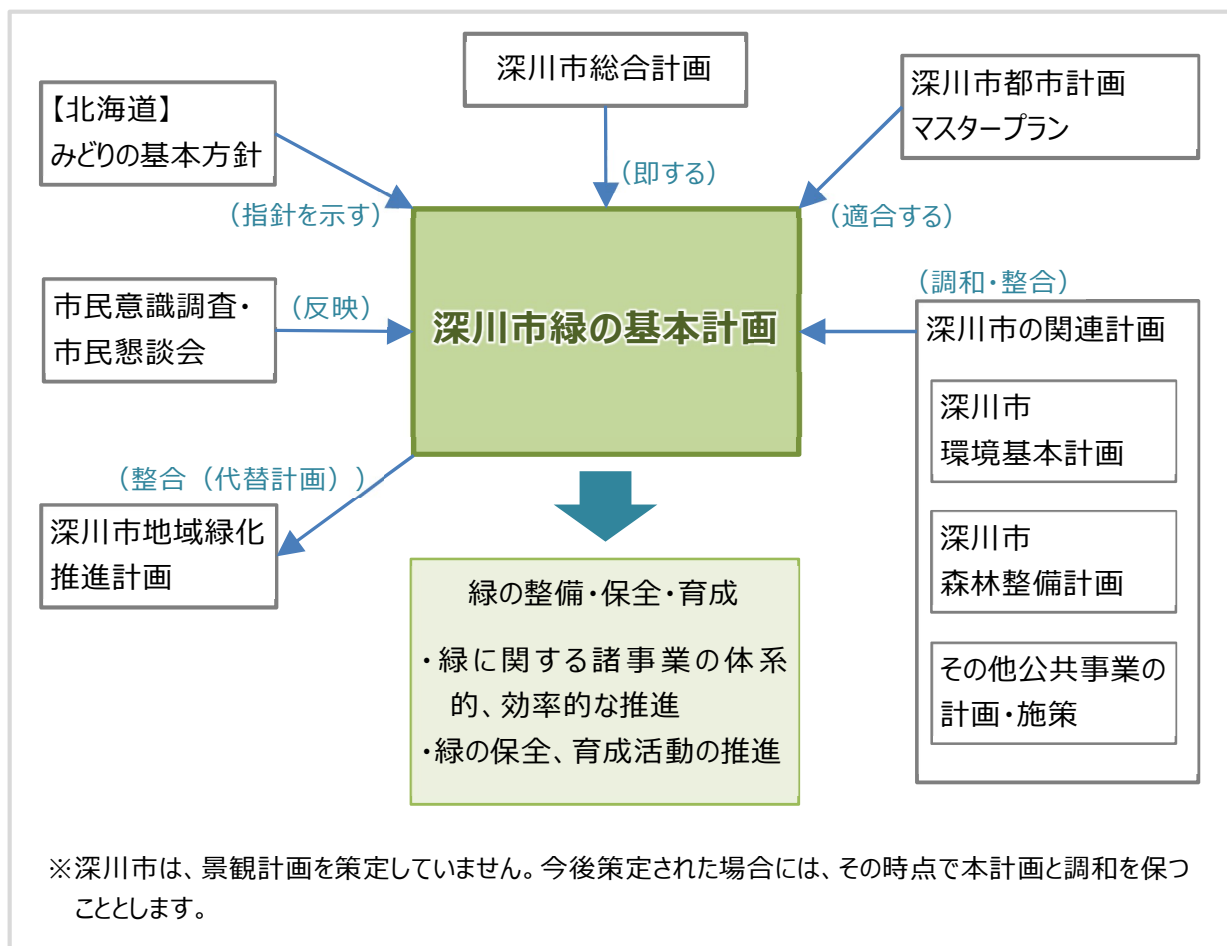 深川市総合計画
【北海道】
みどりの基本方針
深川市都市計画
マスタープラン
（即する）
（指針を示す）
（適合する）
市民意識調査・
市民懇談会
（反映）
深川市緑の基本計画
（調和・整合）
深川市の関連計画
深川市
環境基本計画
深川市
森林整備計画
その他公共事業の
計画・施策
（整合（代替計画））
深川市地域緑化
推進計画
緑の整備・保全・育成
・緑に関する諸事業の体系
的、効率的な推進
・緑の保全、育成活動の推進
※深川市は、景観計画を策定していません。今後策定された場合には、その時点で本計画と調和を保つ
こととします。